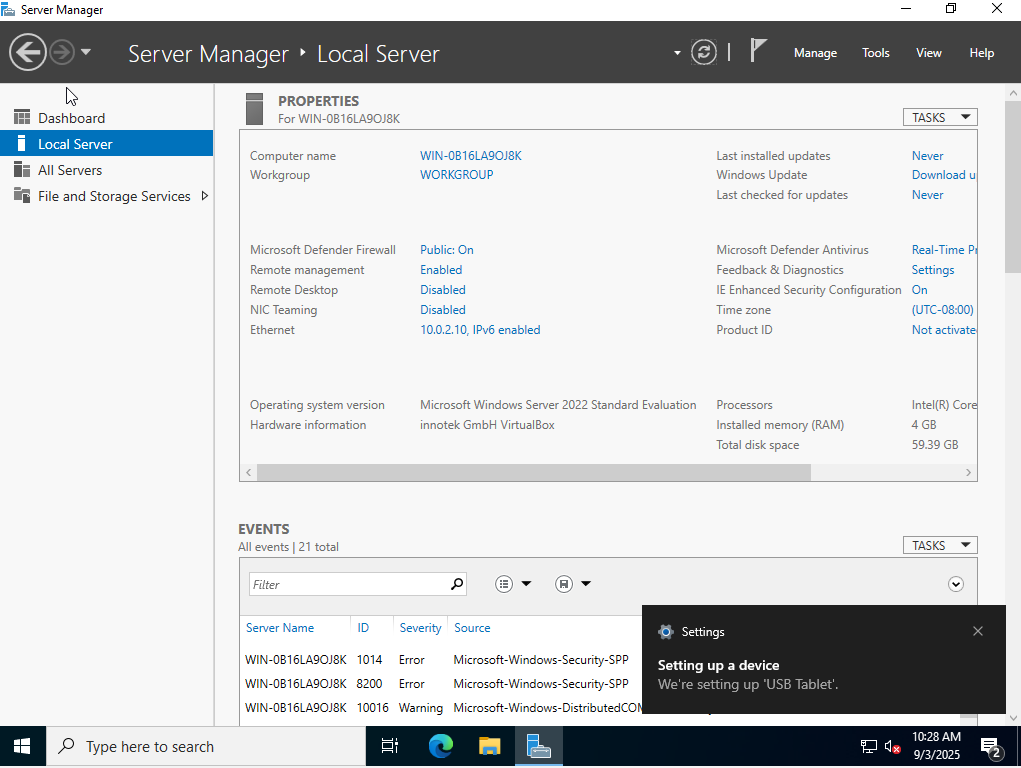 Server Manager
Server Manager ‣ Local Server
Manage Tools View Help
Dashboard
Local Server
All Servers
File and Storage Services
PROPERTIES
For WIN-0B16LA9OJ8K
TASKS
Computer name WIN-0B16LA9OJ8K Last installed updates Never
Workgroup WORKGROUP Windows Update Download u
Last checked for updates Never
Microsoft Defender Firewall Public: On Microsoft Defender Antivirus Real-Time Pr
Remote management Enabled Feedback & Diagnostics Settings
Remote Desktop Disabled IE Enhanced Security Configuration On
NIC Teaming Disabled Time zone (UTC-08:00)
Ethernet 10.0.2.10, IPv6 enabled Product ID Not activate
Operating system version Microsoft Windows Server 2022 Standard Evaluation Processors Intel(R) Core
Hardware information innotek GmbH VirtualBox Installed memory (RAM) 4 GB
Total disk space 59.39 GB
EVENTS
All events | 21 total
TASKS
Filter
Server Name ID Severity Source
WIN-0B16LA9OJ8K 1014 Error Microsoft-Windows-Security-SPP
WIN-0B16LA9OJ8K 8200 Error Microsoft-Windows-Security-SPP
WIN-0B16LA9OJ8K 10016 Warning Microsoft-Windows-DistributedCOM
Settings
Setting up a device
We're setting up 'USB Tablet'.
Type here to search
10:28 AM
9/3/2025
2